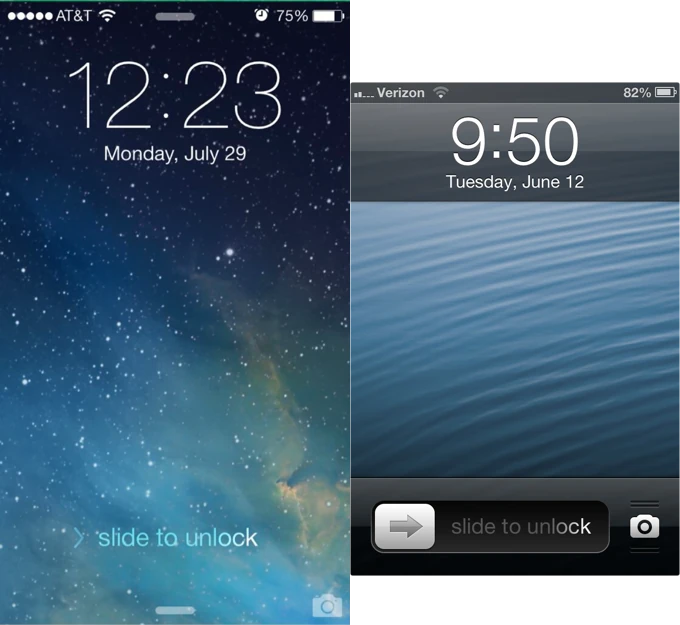 AT&T 75%
12:23
Monday, July 29
slide to unlock
Verizon 82%
9:50
Tuesday, June 12
slide to unlock